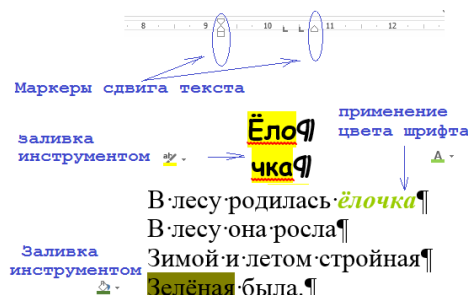 8 9 10 11 12
Маркеры сдвига текста
заливка инструментом
Ёло¶
чка¶
применение цвета шрифта
В·лесу·родилась·ёлочка¶
В·лесу·она·росла¶
Зимой·и·летом·стройная¶
Заливка инструментом
Зелёная·была.¶